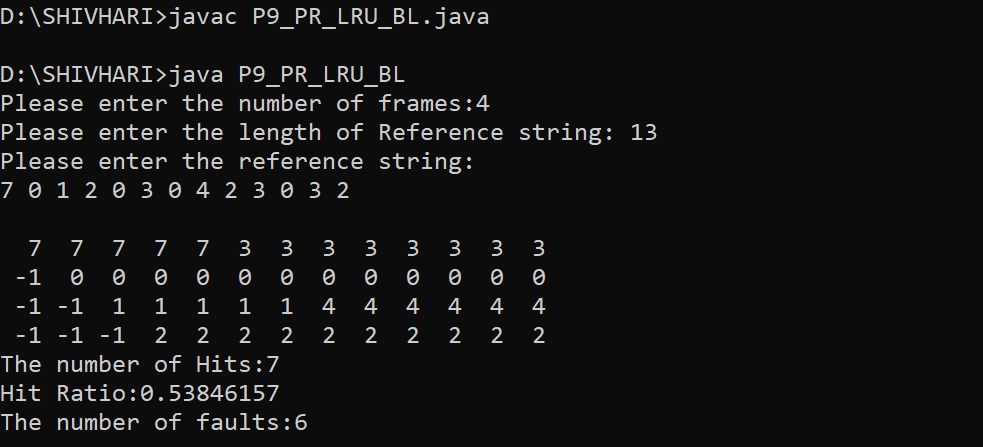 D:\SHIVHARI>javac P9_PR_LRU_BL.java
D:\SHIVHARI>java P9_PR_LRU_BL
Please enter the number of frames:4
Please enter the length of Reference string: 13
Please enter the reference string:
7 0 1 2 0 3 0 4 2 3 0 3 2
7 7 7 7 7 3 3 3 3 3 3 3 3
-1 0 0 0 0 0 0 0 0 0 0 0 0
-1 -1 1 1 1 1 1 4 4 4 4 4 4
-1 -1 -1 2 2 2 2 2 2 2 2 2 2
The number of Hits:7
Hit Ratio:0.53846157
The number of faults:6